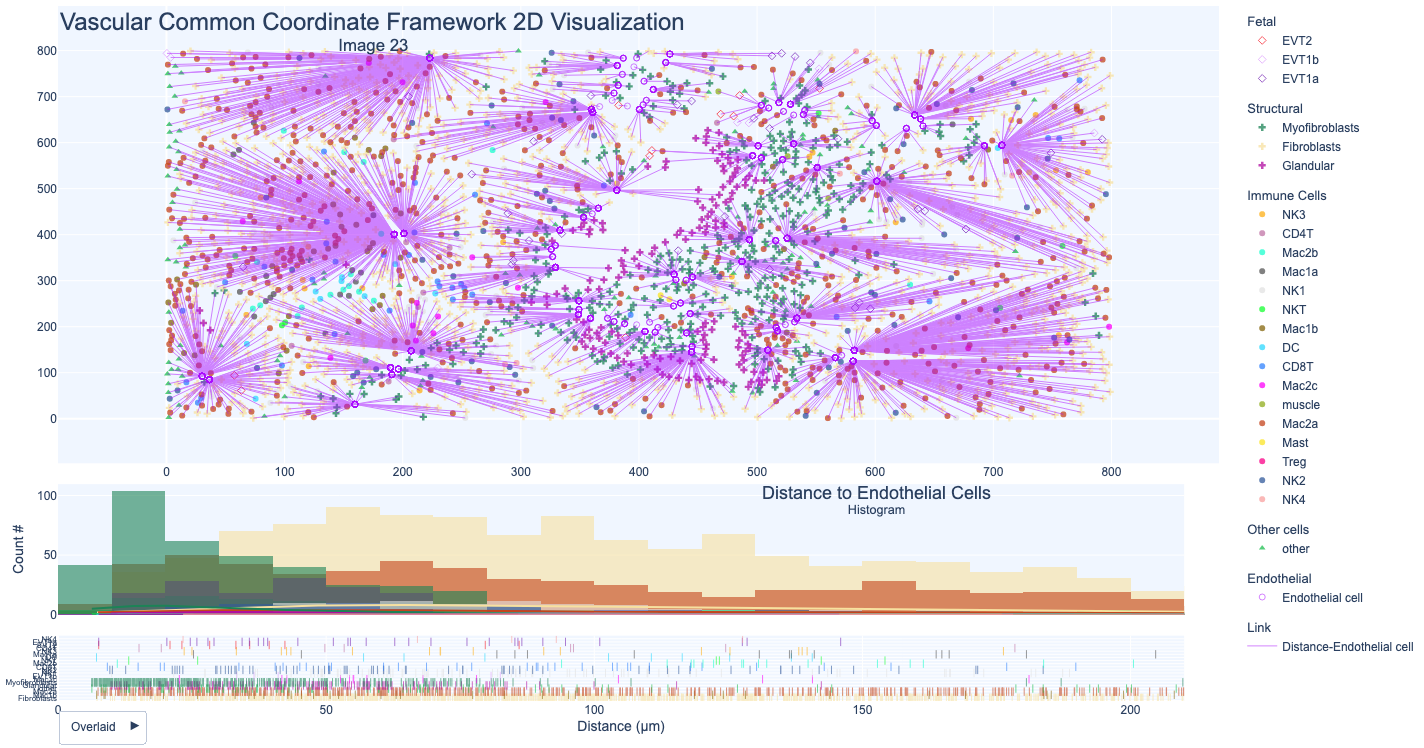 Vascular Common Coordinate Framework 2D Visualization
Image 23
800
700
600
500
400
300
200
100
0
0 100 200 300 400 500 600 700 800
Fetal
EVT2
EVT1b
EVT1a
Structural
Myofibroblasts
Fibroblasts
Glandular
Immune Cells
NK3
CD4T
Mac2b
Mac1a
NK1
NKT
Mac1b
DC
CD8T
Mac2c
muscle
Mac2a
Mast
Treg
NK2
NK4
Other cells
other
Endothelial
Endothelial cell
Link
Distance-Endothelial cell
Distance to Endothelial Cells
Histogram
Count #
100
50
0
NK4
Myofibroblasts
Fibroblasts
0 50 100 150 200
Distance (μm)
Overlaid ►